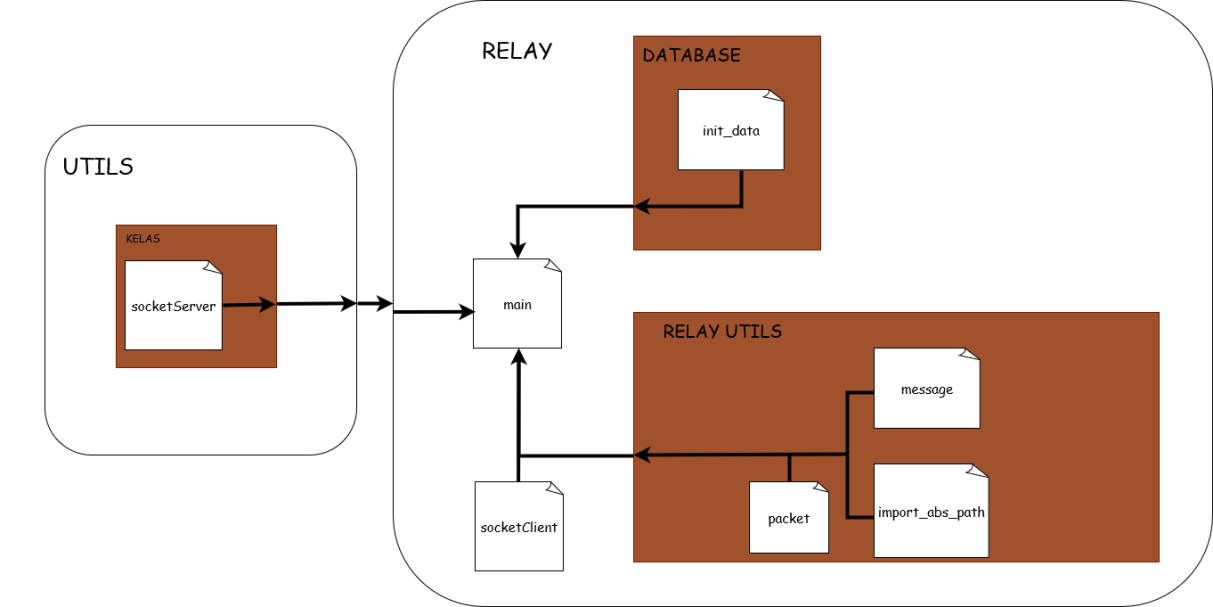 UTILS
KELAS
socketServer
RELAY
DATABASE
init_data
main
socketClient
RELAY UTILS
message
import_abs_path
packet